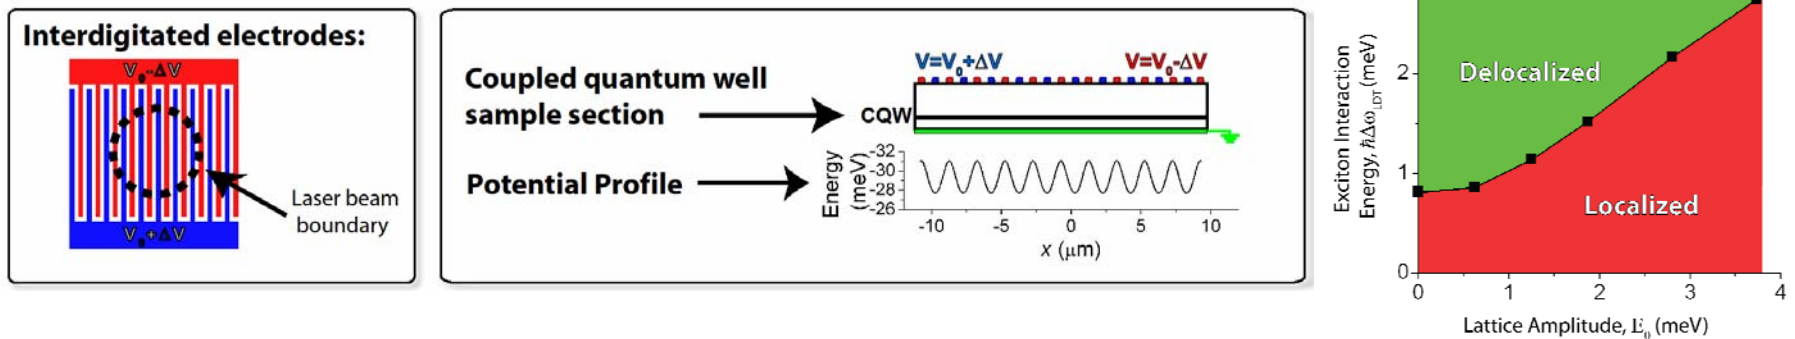 Interdigitated electrodes:
V0-ΔV
V0+ΔV
Laser beam
boundary
Coupled quantum well
sample section
Potential Profile
V=V0+ΔV
V=V0-ΔV
CQW
Energy
(meV)
-32
-30
-28
-26
-10
-5
0
5
10
x (μm)
Exciton Interaction
Energy, ℏΔωLDT (meV)
2
1
0
Delocalized
Localized
0
1
2
3
4
Lattice Amplitude, E0 (meV)